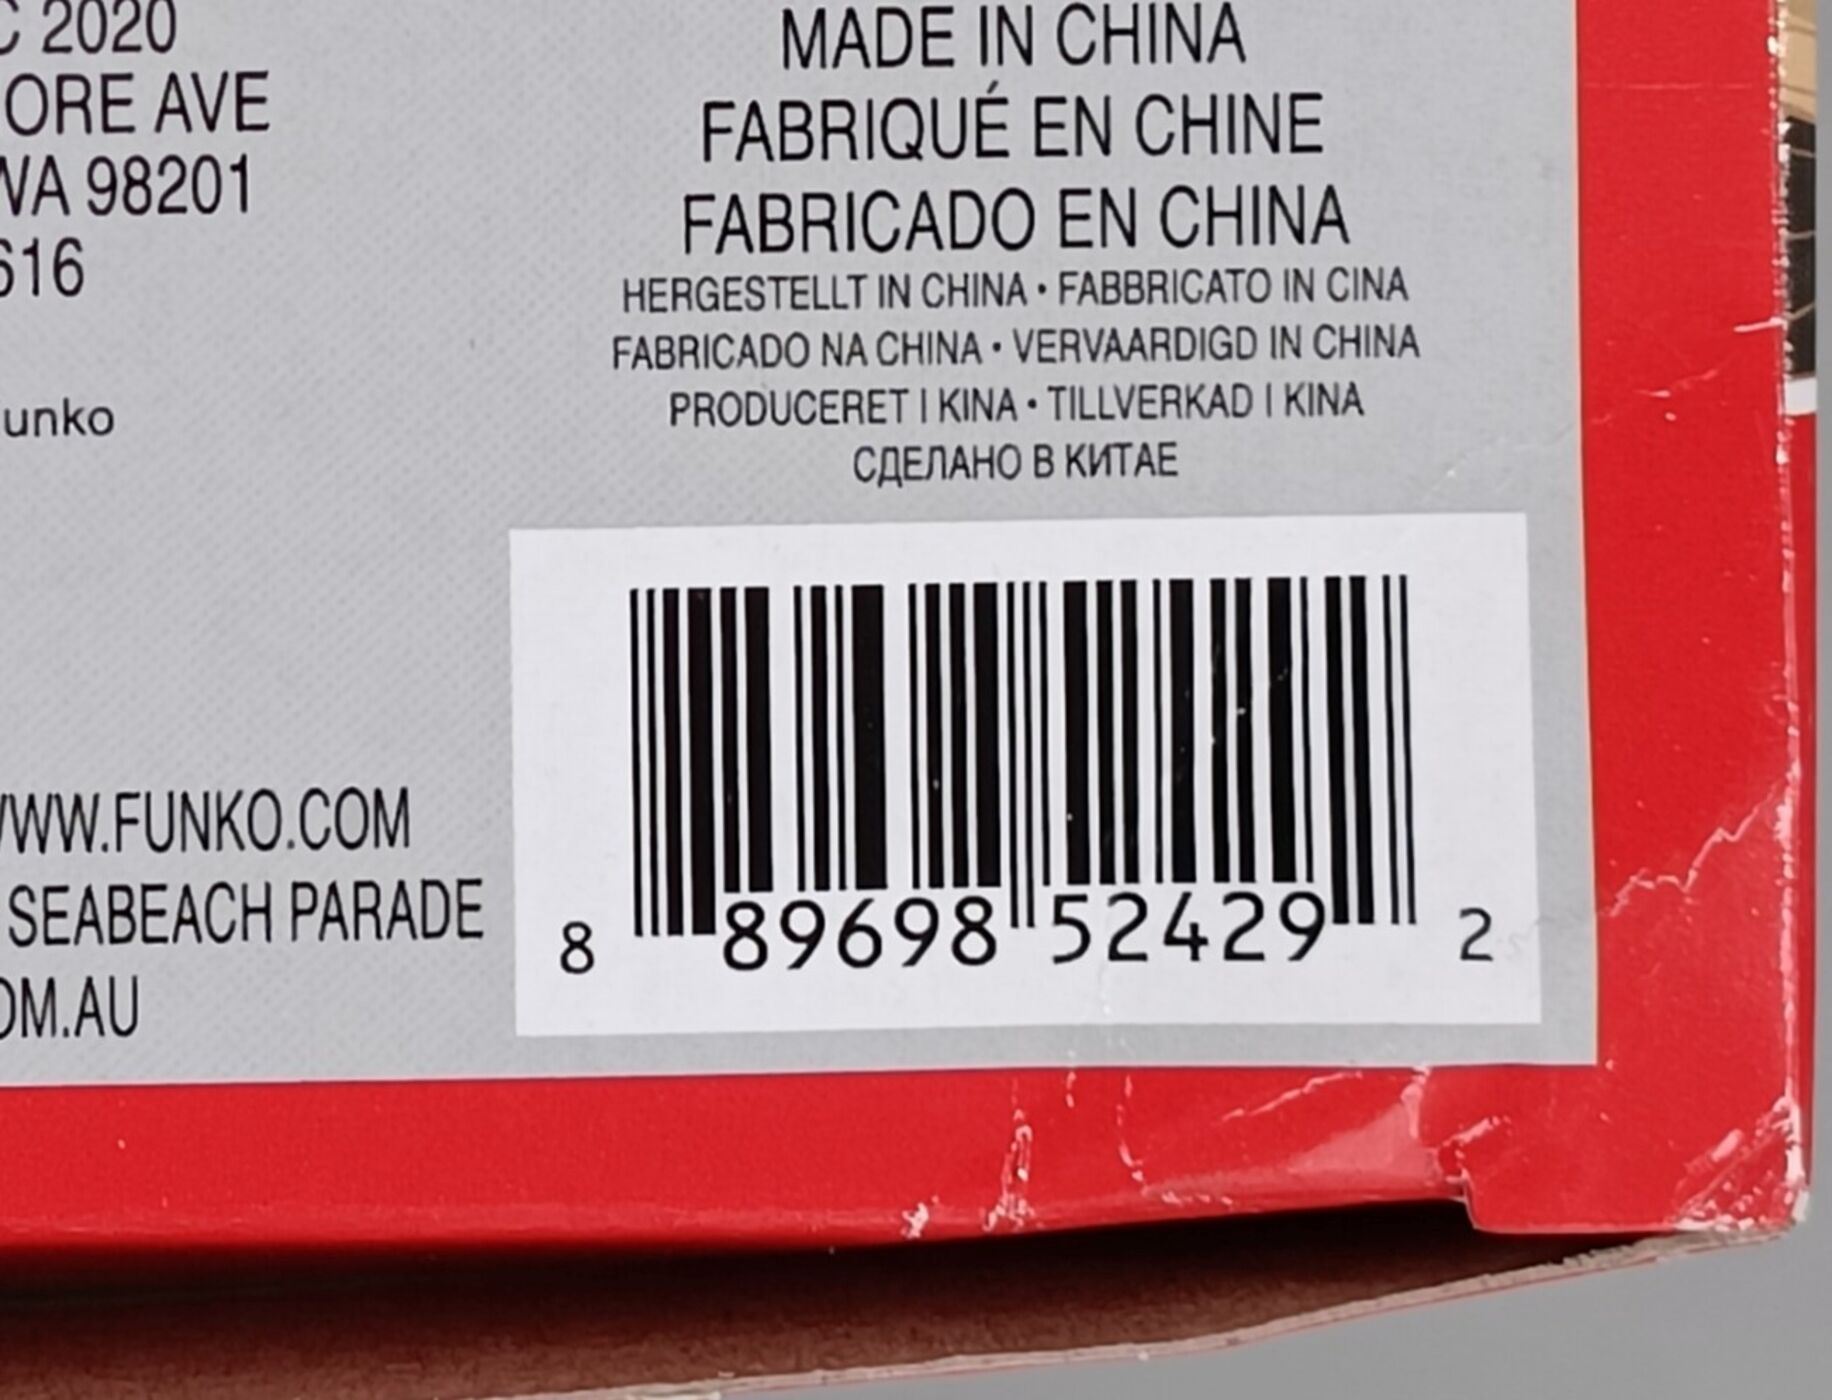 C 2020
ORE AVE
WA 98201
616
unko
WWW.FUNKO.COM
SEABEACH PARADE
OM.AU
MADE IN CHINA
FABRIQUÉ EN CHINE
FABRICADO EN CHINA
HERGESTELLT IN CHINA • FABBRICATO IN CINA
FABRICADO NA CHINA • VERVAARDIGD IN CHINA
PRODUCERET I KINA • TILLVERKAD I KINA
СДЕЛАНО В КИТАЕ
8 89698 52429 2